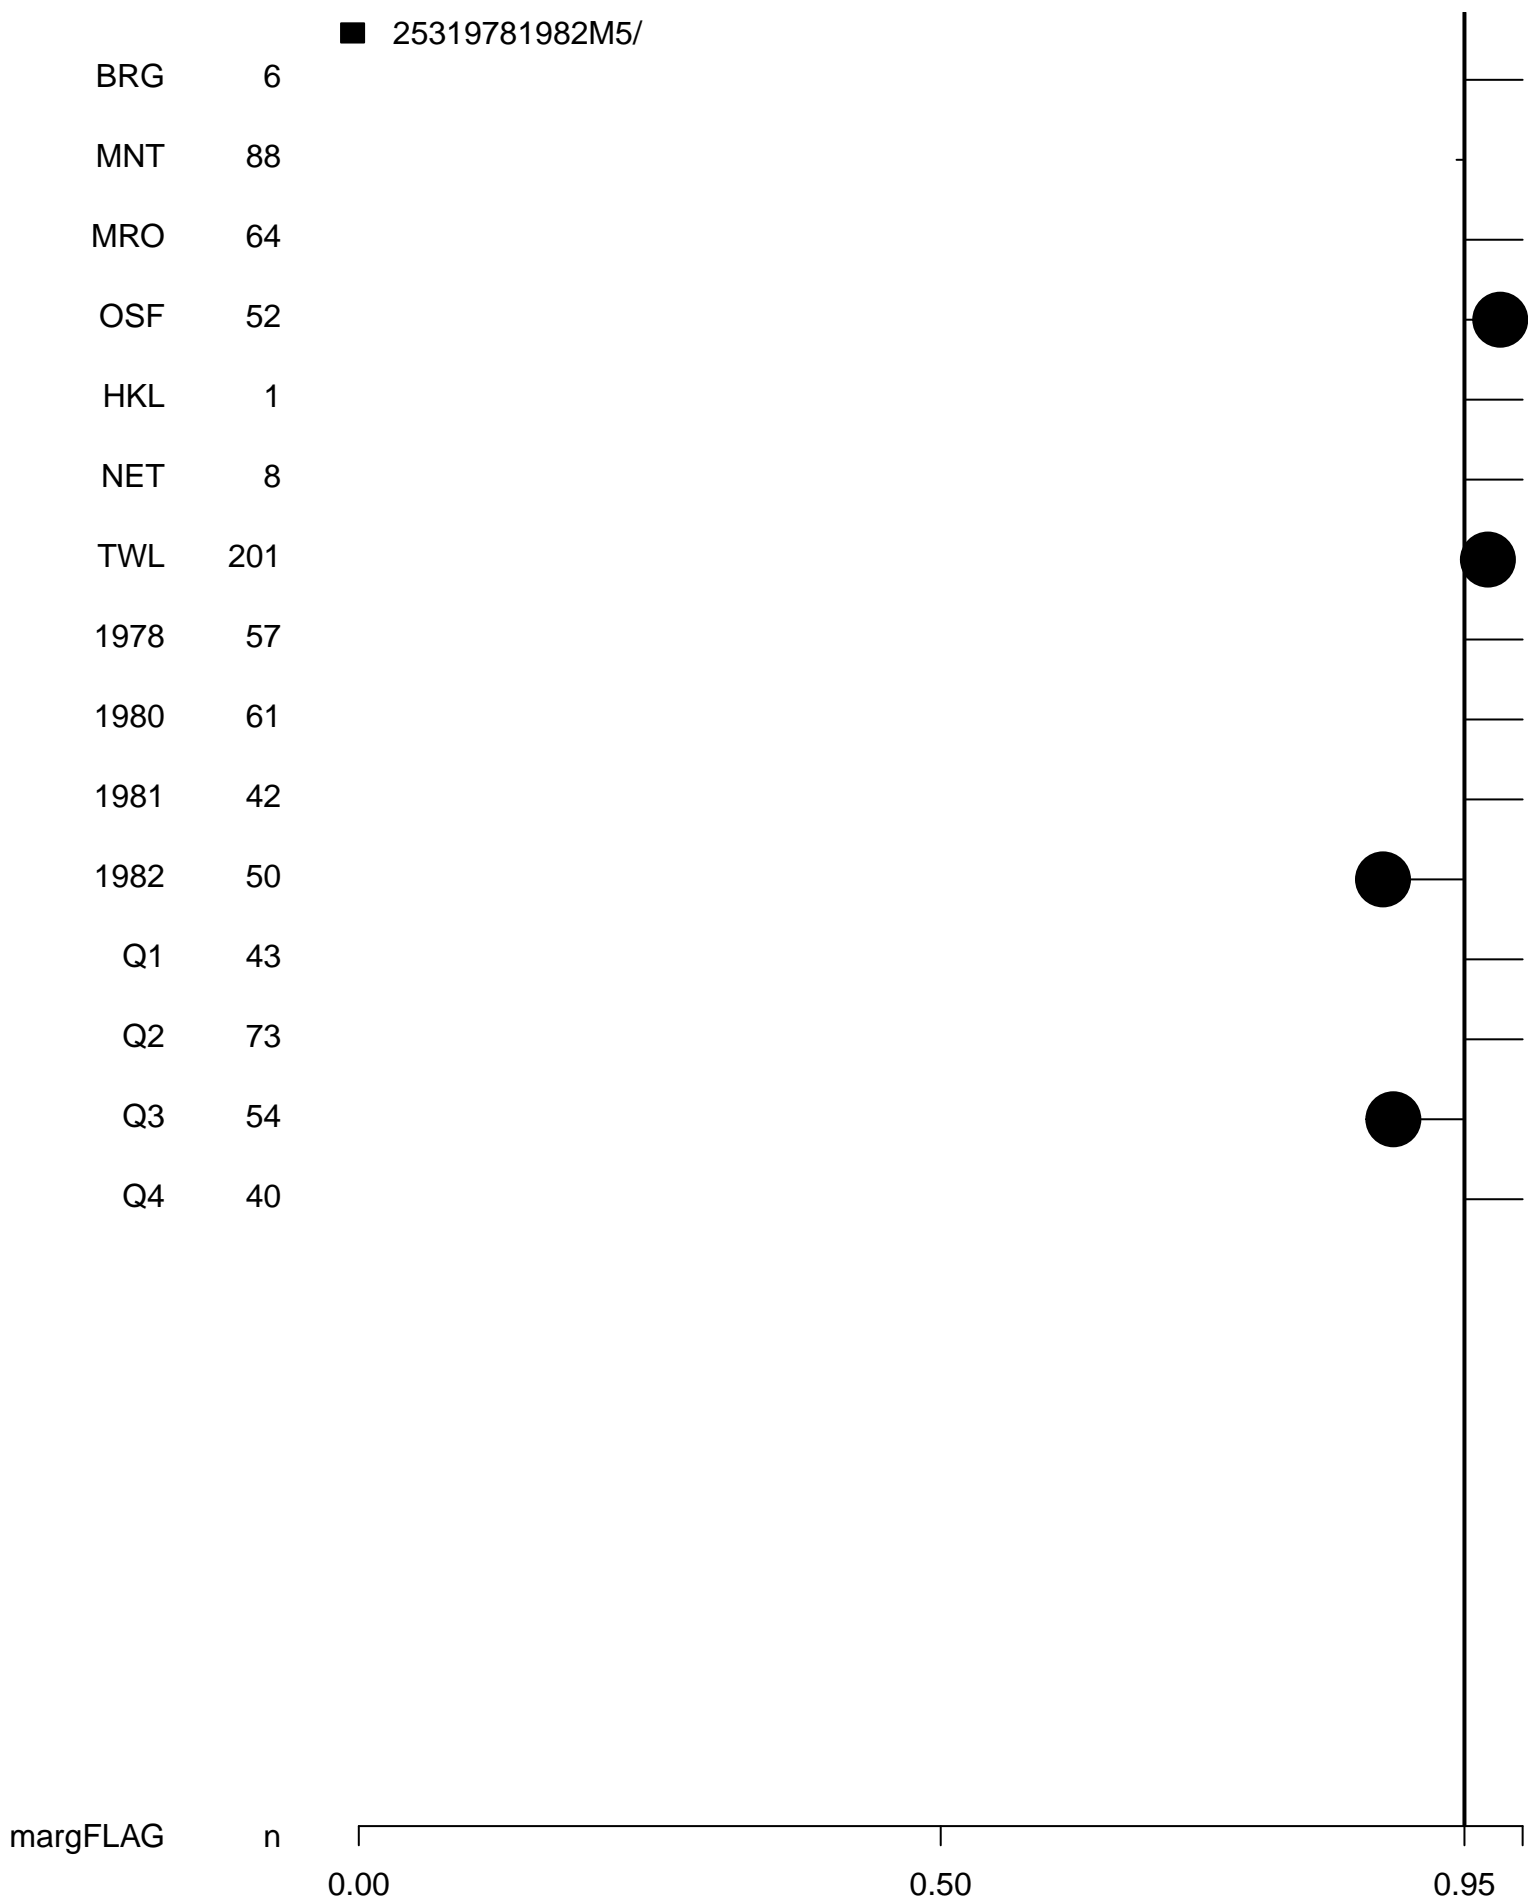 25319781982M5/
BRG 6
MNT 88
MRO 64
OSF 52
HKL 1
NET 8
TWL 201
1978 57
1980 61
1981 42
1982 50
Q1 43
Q2 73
Q3 54
Q4 40
margFLAG n
0.00 0.50 0.95